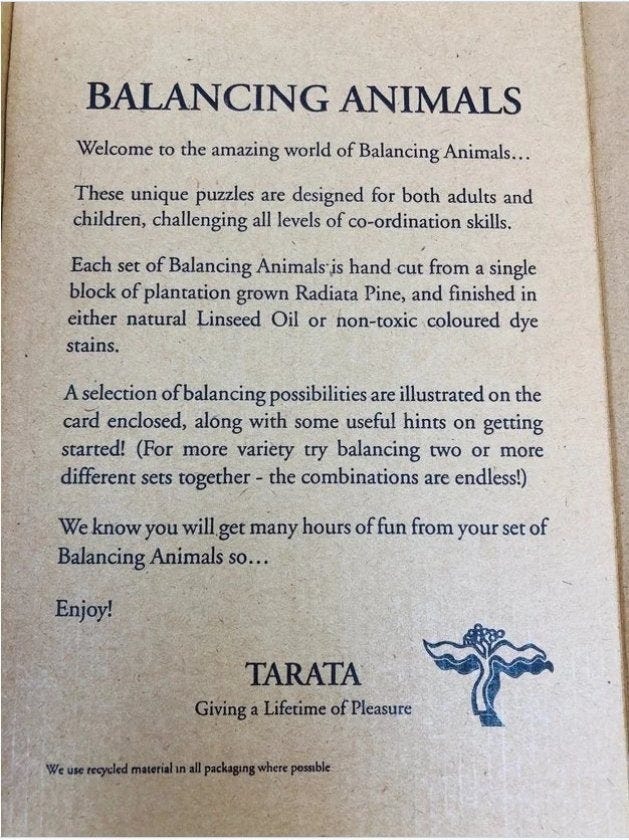 BALANCING ANIMALS
Welcome to the amazing world of Balancing Animals...
These unique puzzles are designed for both adults and
children, challenging all levels of co-ordination skills.
Each set of Balancing Animals is hand cut from a single
block of plantation grown Radiata Pine, and finished in
either natural Linseed Oil or non-toxic coloured dye
stains.
A selection of balancing possibilities are illustrated on the
card enclosed, along with some useful hints on getting
started! (For more variety try balancing two or more
different sets together - the combinations are endless!)
We know you will get many hours of fun from your set of
Balancing Animals so...
Enjoy!
TARATA
Giving a Lifetime of Pleasure
We use recycled material in all packaging where possible